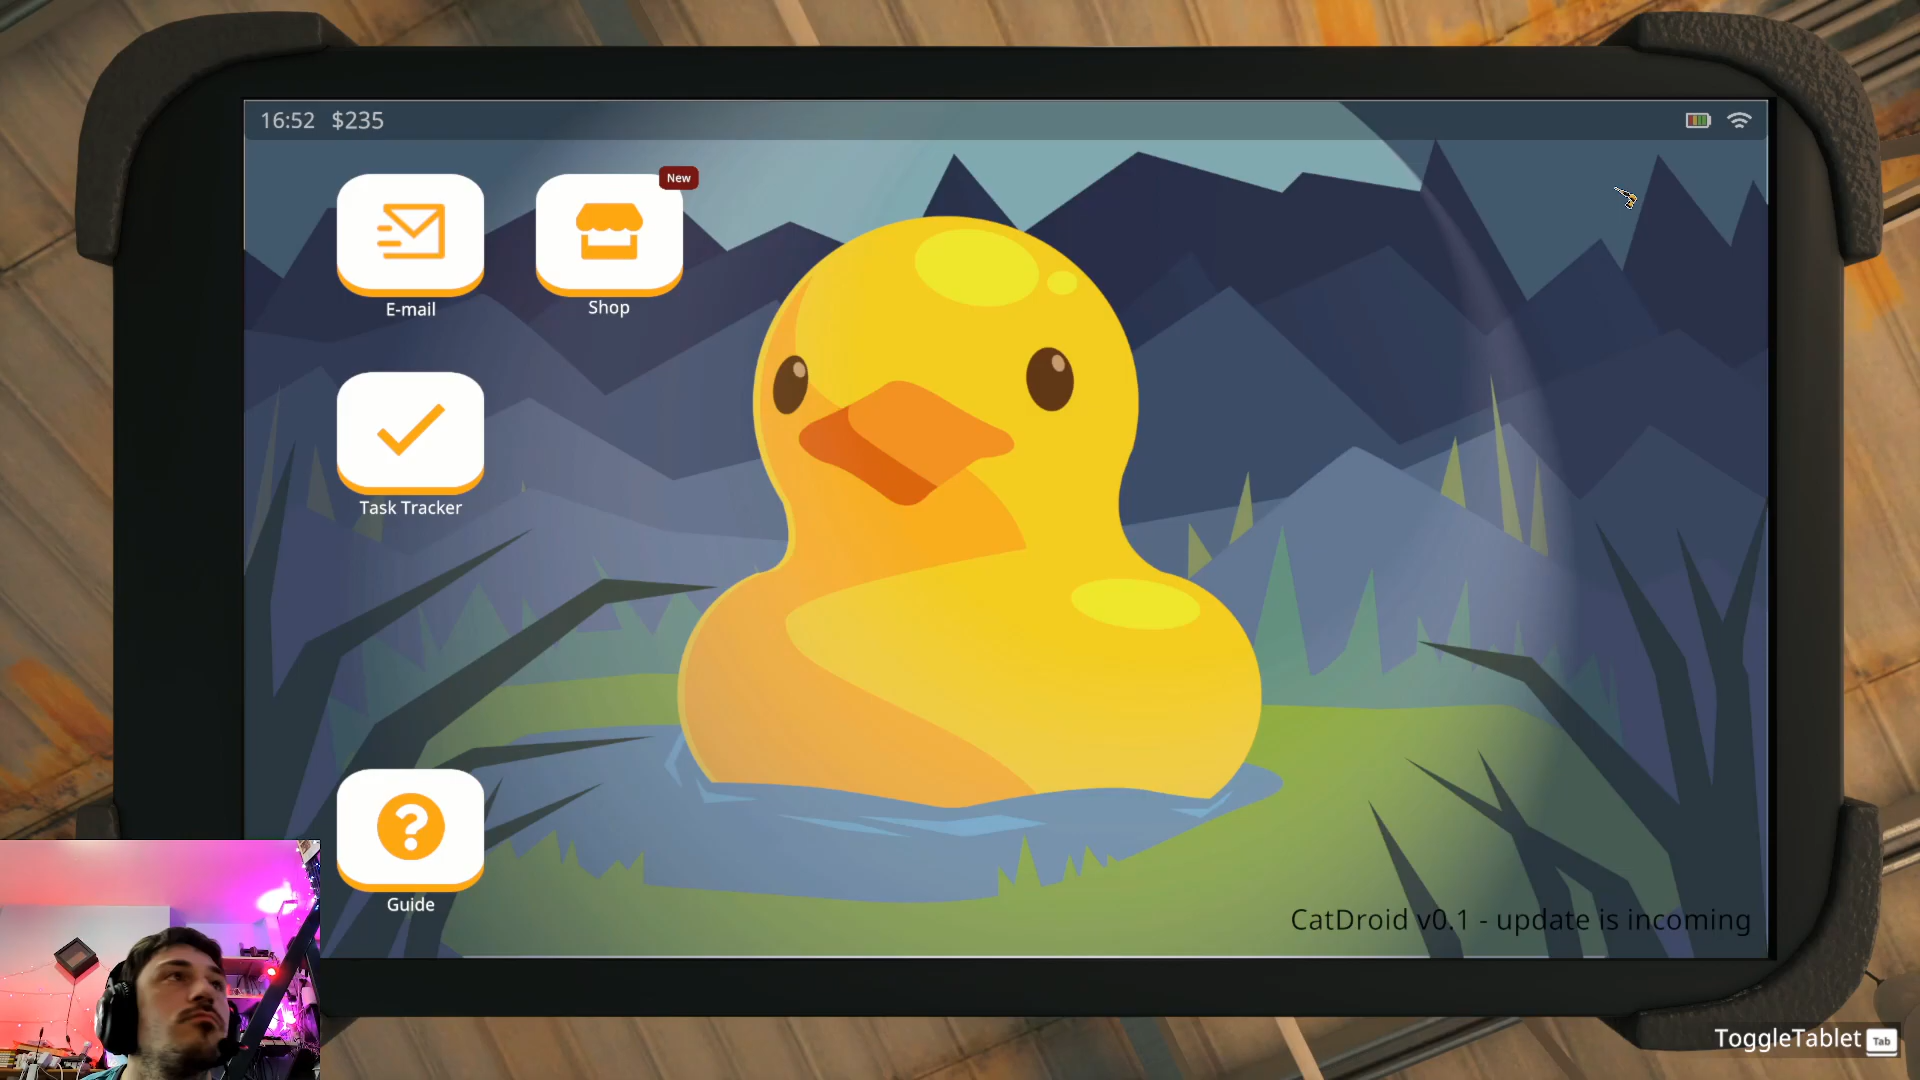 16:52 $235
New
E-mail
Shop
Task Tracker
Guide
CatDroid v0.1 - update is incoming
ToggleTablet Tab